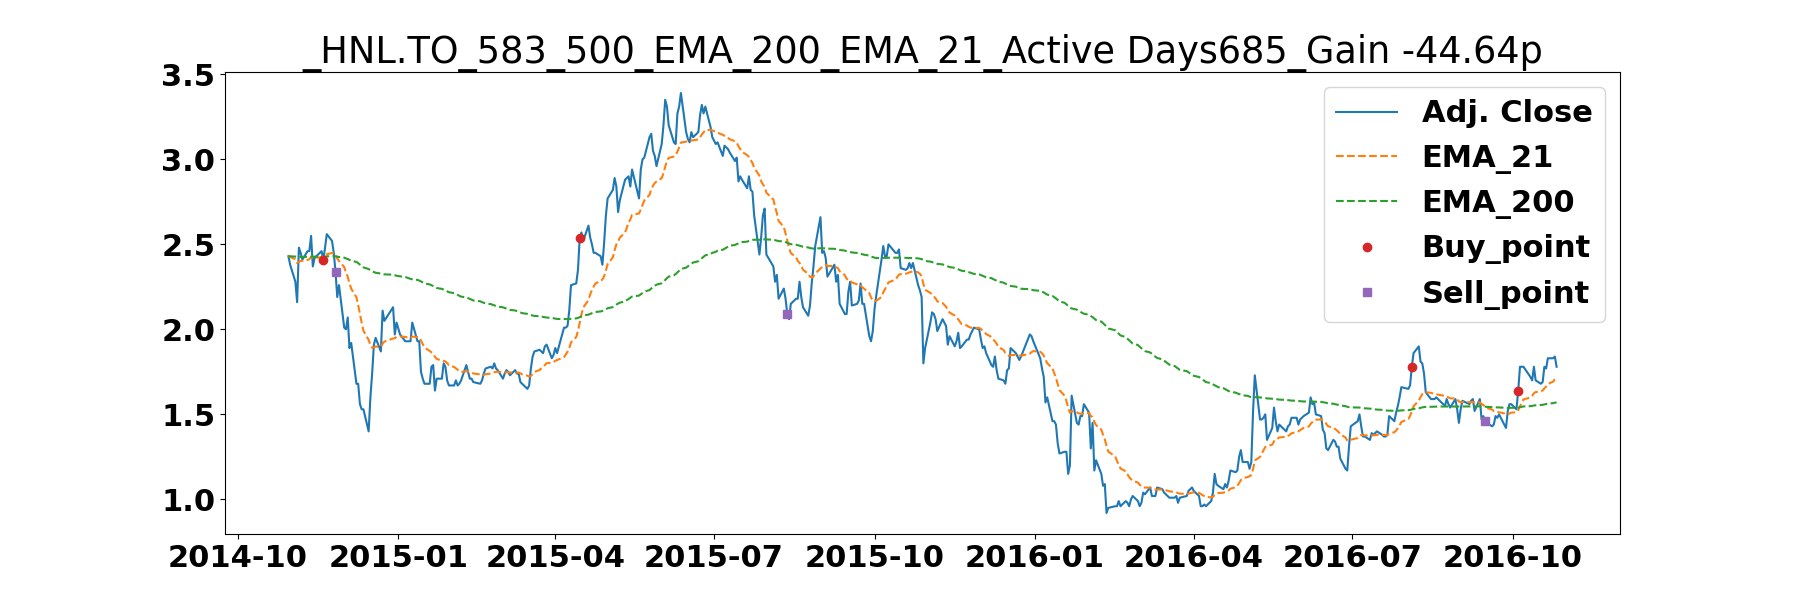 _HNL.TO_583_500_EMA_200_EMA_21_Active Days685_Gain -44.64p
3.5
3.0
2.5
2.0
1.5
1.0
Adj. Close
EMA_21
EMA_200
Buy_point
Sell_point
2014-10 2015-01 2015-04 2015-07 2015-10 2016-01 2016-04 2016-07 2016-10